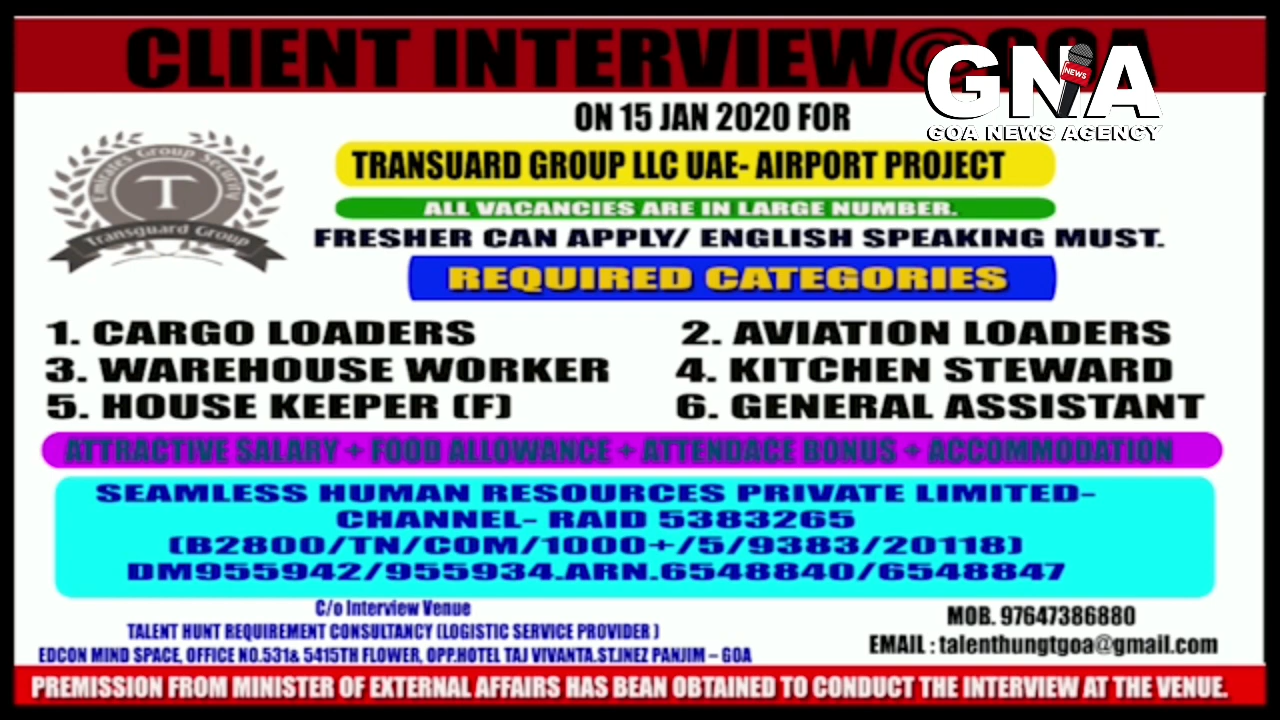 CLIENT INTERVIEW@GOA
GNA
NEWS
GOA NEWS AGENCY
ON 15 JAN 2020 FOR
Emirates Group Security
T
Transguard Group
TRANSUARD GROUP LLC UAE- AIRPORT PROJECT
ALL VACANCIES ARE IN LARGE NUMBER.
FRESHER CAN APPLY/ ENGLISH SPEAKING MUST.
REQUIRED CATEGORIES
1. CARGO LOADERS 2. AVIATION LOADERS
3. WAREHOUSE WORKER 4. KITCHEN STEWARD
5. HOUSE KEEPER (F) 6. GENERAL ASSISTANT
ATTRACTIVE SALARY + FOOD ALLOWANCE + ATTENDACE BONUS + ACCOMMODATION
SEAMLESS HUMAN RESOURCES PRIVATE LIMITED-
CHANNEL- RAID 5383265
(B2800/TN/COM/1000+/5/9383/20118)
DM955942/955934.ARN.6548840/6548847
C/o Interview Venue
TALENT HUNT REQUIREMENT CONSULTANCY (LOGISTIC SERVICE PROVIDER )
EDCON MIND SPACE, OFFICE NO.531& 5415TH FLOWER, OPP.HOTEL TAJ VIVANTA.ST.INEZ PANJIM – GOA
MOB. 97647386880
EMAIL : talenthungtgoa@gmail.com
PREMISSION FROM MINISTER OF EXTERNAL AFFAIRS HAS BEAN OBTAINED TO CONDUCT THE INTERVIEW AT THE VENUE.